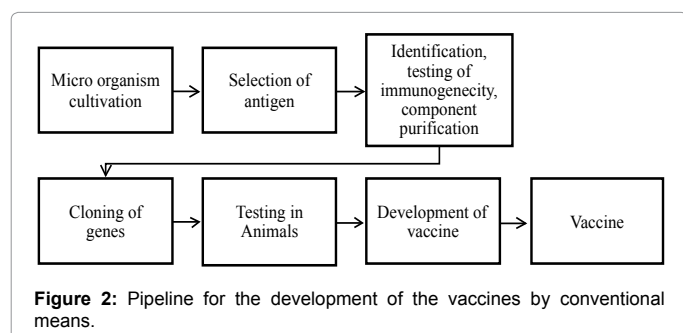 Micro organism
cultivation
Selection of
antigen
Identification,
testing of
immunogenecity,
component
purification
Cloning of
genes
Testing in
Animals
Development of
vaccine
Vaccine
Figure 2: Pipeline for the development of the vaccines by conventional
means.